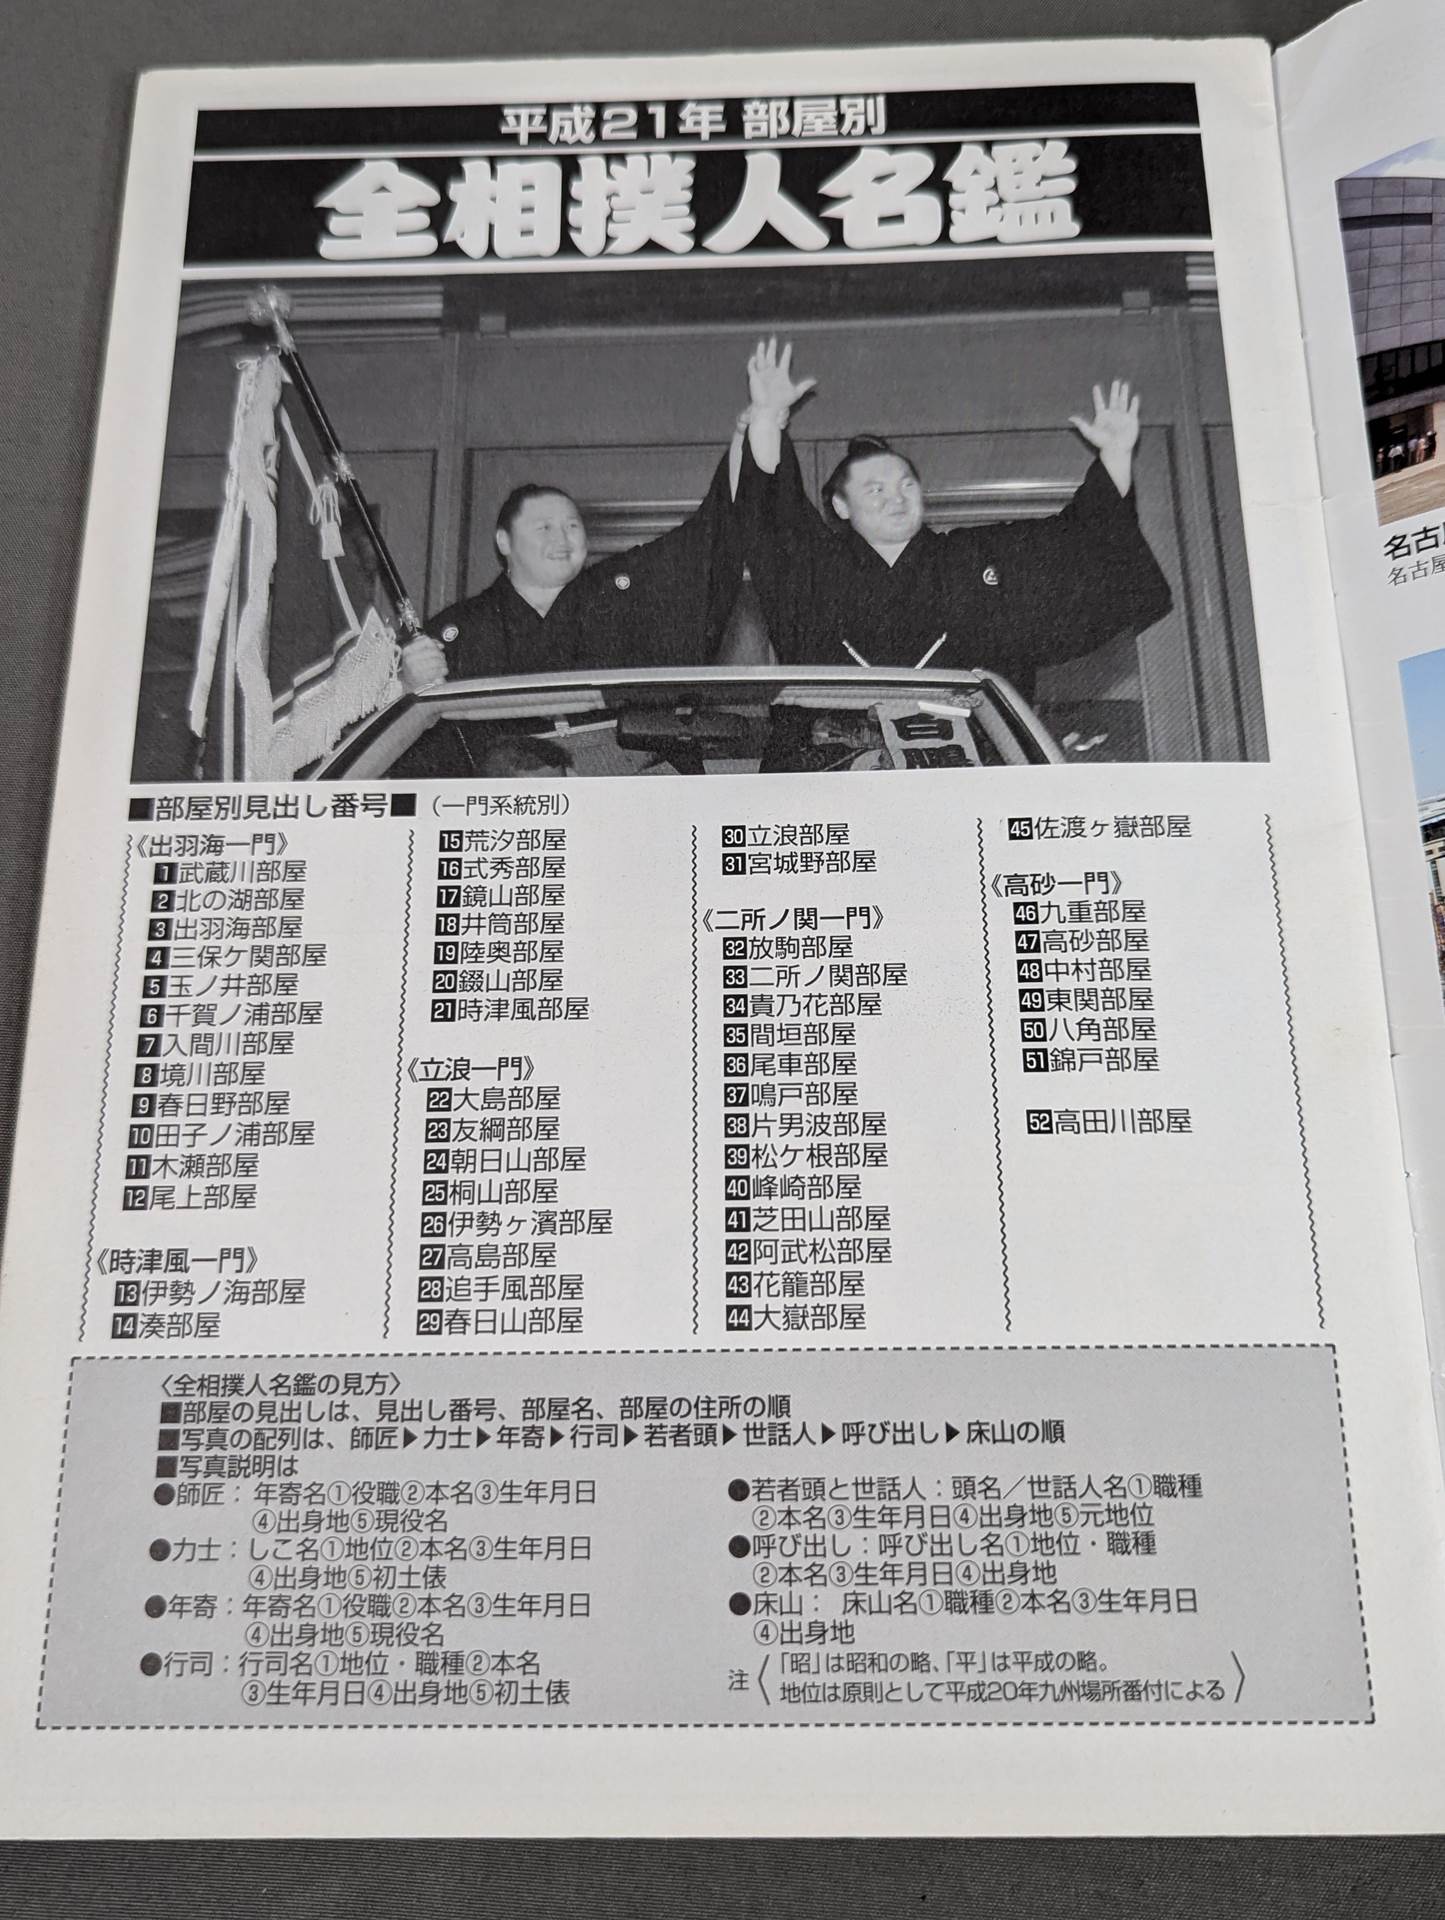 平成21年 部屋別
全相撲人名鑑
白鵬
■部屋別見出し番号■（一門系統別）
《出羽海一門》
1武蔵川部屋
2北の湖部屋
3出羽海部屋
4三保ケ関部屋
5玉ノ井部屋
6千賀ノ浦部屋
7入間川部屋
8境川部屋
9春日野部屋
10田子ノ浦部屋
11木瀬部屋
12尾上部屋
《時津風一門》
13伊勢ノ海部屋
14湊部屋
15荒汐部屋
16式秀部屋
17鏡山部屋
18井筒部屋
19陸奥部屋
20錣山部屋
21時津風部屋
《立浪一門》
22大島部屋
23友綱部屋
24朝日山部屋
25桐山部屋
26伊勢ヶ濱部屋
27高島部屋
28追手風部屋
29春日山部屋
30立浪部屋
31宮城野部屋
《二所ノ関一門》
32放駒部屋
33二所ノ関部屋
34貴乃花部屋
35間垣部屋
36尾車部屋
37鳴戸部屋
38片男波部屋
39松ケ根部屋
40峰崎部屋
41芝田山部屋
42阿武松部屋
43花籠部屋
44大嶽部屋
45佐渡ヶ嶽部屋
《高砂一門》
46九重部屋
47高砂部屋
48中村部屋
49東関部屋
50八角部屋
51錦戸部屋
52高田川部屋
〈全相撲人名鑑の見方〉
■部屋の見出しは、見出し番号、部屋名、部屋の住所の順
■写真の配列は、師匠▶力士▶年寄▶行司▶若者頭▶世話人▶呼び出し▶床山の順
■写真説明は
●師匠：年寄名①役職②本名③生年月日
④出身地⑤現役名
●力士：しこ名①地位②本名③生年月日
④出身地⑤初土俵
●年寄：年寄名①役職②本名③生年月日
④出身地⑤現役名
●行司：行司名①地位・職種②本名
③生年月日④出身地⑤初土俵
●若者頭と世話人：頭名／世話人名①職種
②本名③生年月日④出身地⑤元地位
●呼び出し：呼び出し名①地位・職種
②本名③生年月日④出身地
●床山：床山名①職種②本名③生年月日
④出身地
注〈「昭」は昭和の略、「平」は平成の略。
地位は原則として平成20年九州場所番付による〉
名古
名古屋